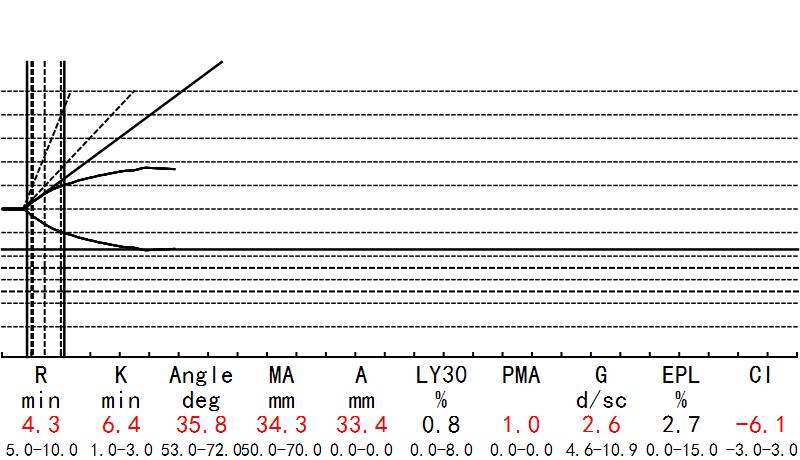 R K Angle MA A LY30 PMA G EPL CI
min min deg mm mm % d/sc %
4.3 6.4 35.8 34.3 33.4 0.8 1.0 2.6 2.7 -6.1
5.0-10.0 1.0-3.0 53.0-72.0 50.0-70.0 0.0-0.0 0.0-8.0 0.0-0.0 4.6-10.9 0.0-15.0 -3.0-3.0